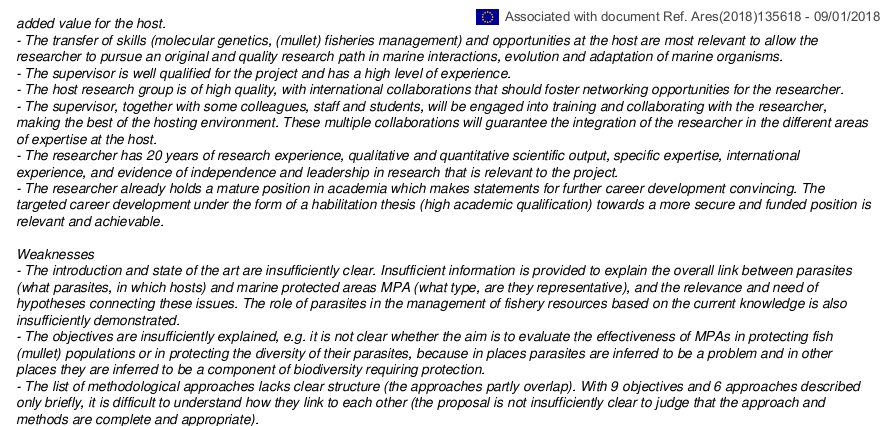 Associated with document Ref. Ares(2018)135618 - 09/01/2018
added value for the host.
- The transfer of skills (molecular genetics, (mullet) fisheries management) and opportunities at the host are most relevant to allow the
researcher to pursue an original and quality research path in marine interactions, evolution and adaptation of marine organisms.
- The supervisor is well qualified for the project and has a high level of experience.
- The host research group is of high quality, with international collaborations that should foster networking opportunities for the researcher.
- The supervisor, together with some colleagues, staff and students, will be engaged into training and collaborating with the researcher,
making the best of the hosting environment. These multiple collaborations will guarantee the integration of the researcher in the different areas
of expertise at the host.
- The researcher has 20 years of research experience, qualitative and quantitative scientific output, specific expertise, international
experience, and evidence of independence and leadership in research that is relevant to the project.
- The researcher already holds a mature position in academia which makes statements for further career development convincing. The
targeted career development under the form of a habilitation thesis (high academic qualification) towards a more secure and funded position is
relevant and achievable.
Weaknesses
- The introduction and state of the art are insufficiently clear. Insufficient information is provided to explain the overall link between parasites
(what parasites, in which hosts) and marine protected areas MPA (what type, are they representative), and the relevance and need of
hypotheses connecting these issues. The role of parasites in the management of fishery resources based on the current knowledge is also
insufficiently demonstrated.
- The objectives are insufficiently explained, e.g. it is not clear whether the aim is to evaluate the effectiveness of MPAs in protecting fish
(mullet) populations or in protecting the diversity of their parasites, because in places parasites are inferred to be a problem and in other
places they are inferred to be a component of biodiversity requiring protection.
- The list of methodological approaches lacks clear structure (the approaches partly overlap). With 9 objectives and 6 approaches described
only briefly, it is difficult to understand how they link to each other (the proposal is not insufficiently clear to judge that the approach and
methods are complete and appropriate).